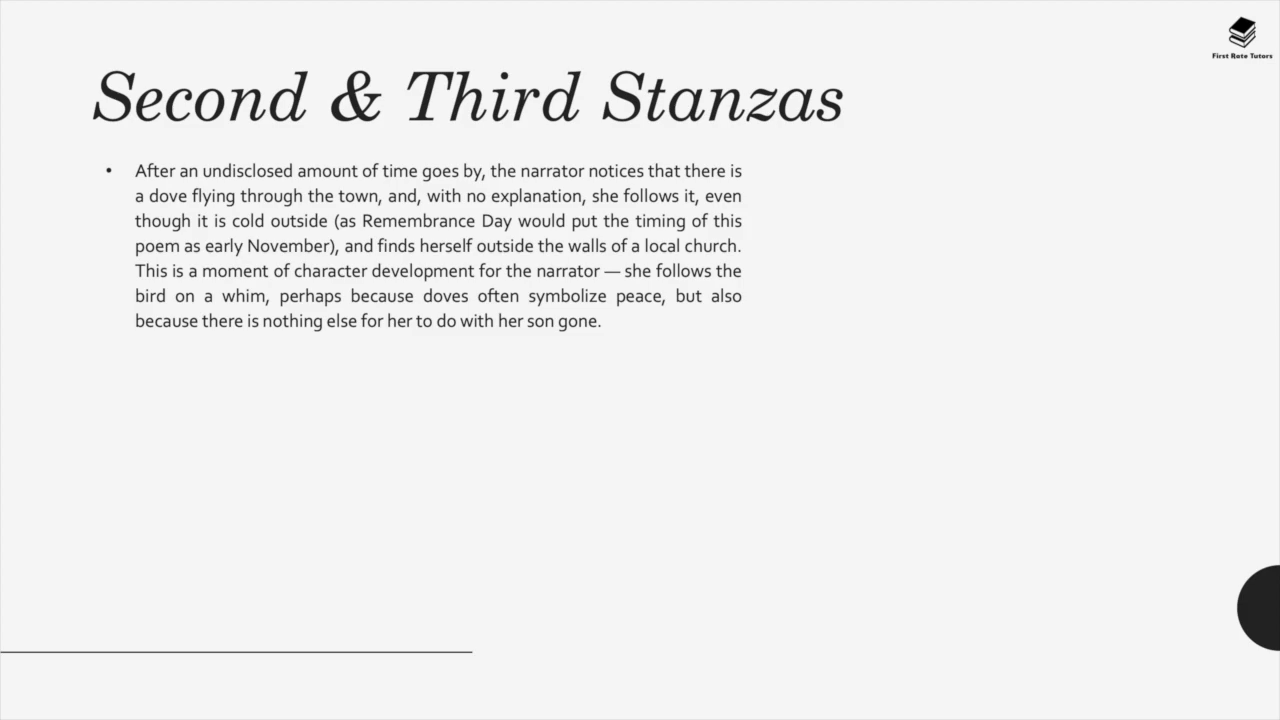 First Rate Tutors
Second & Third Stanzas
• After an undisclosed amount of time goes by, the narrator notices that there is
a dove flying through the town, and, with no explanation, she follows it, even
though it is cold outside (as Remembrance Day would put the timing of this
poem as early November), and finds herself outside the walls of a local church.
This is a moment of character development for the narrator — she follows the
bird on a whim, perhaps because doves often symbolize peace, but also
because there is nothing else for her to do with her son gone.